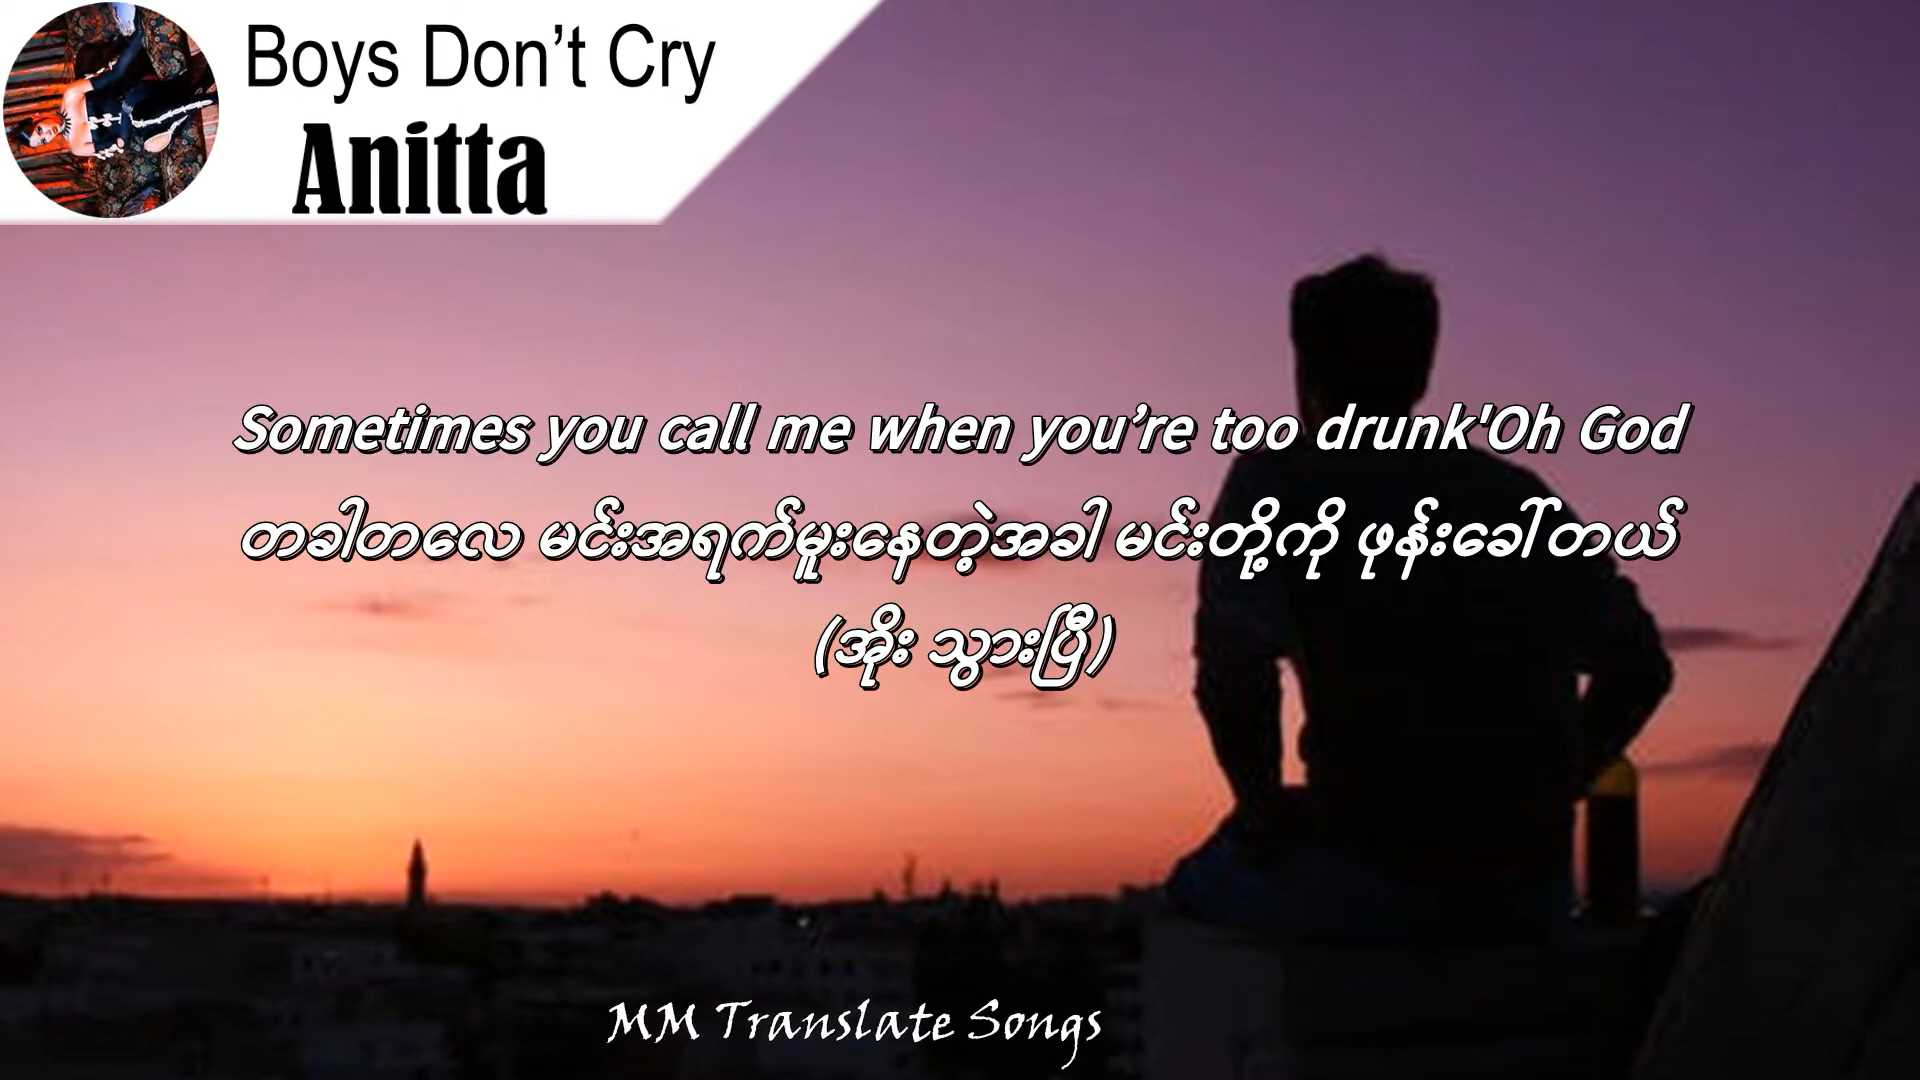 Boys Don’t Cry
Anitta
Sometimes you call me when you’re too drunk'Oh God
တခါတလေ မင်းအရက်မူးနေတဲ့အခါ မင်းတို့ကို ဖုန်းခေါ်တယ်
(အိုး သွားပြီ)
MM Translate Songs